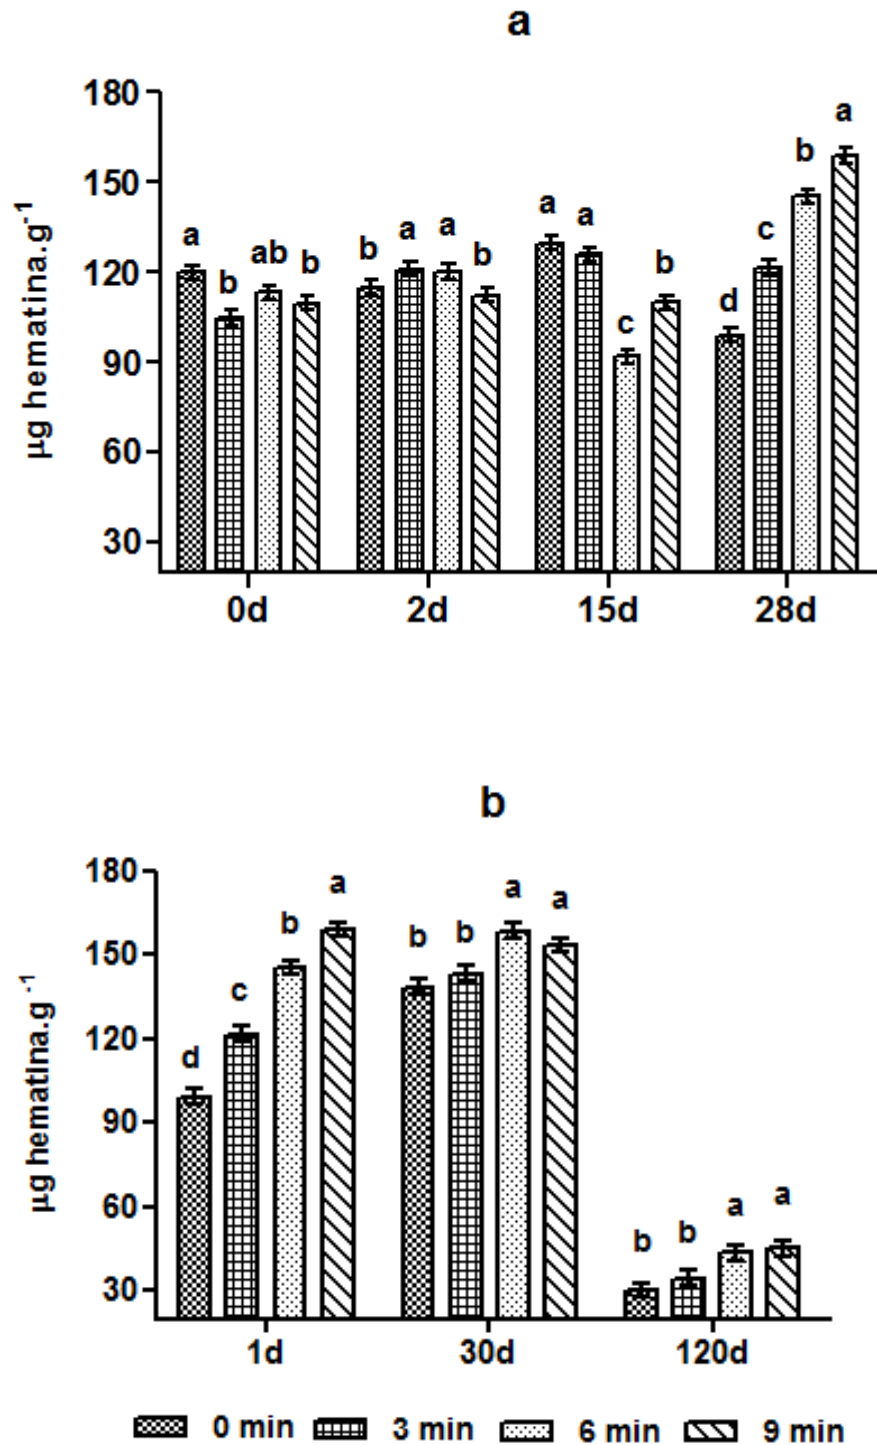 a
µg hematina.g-1
180
150
120
90
60
30
a b ab b b a a b a a c b d c b a
0d 2d 15d 28d
b
µg hematina.g -1
180
150
120
90
60
30
d c b a b b a a b b a a
1d 30d 120d
0 min 3 min 6 min 9 min